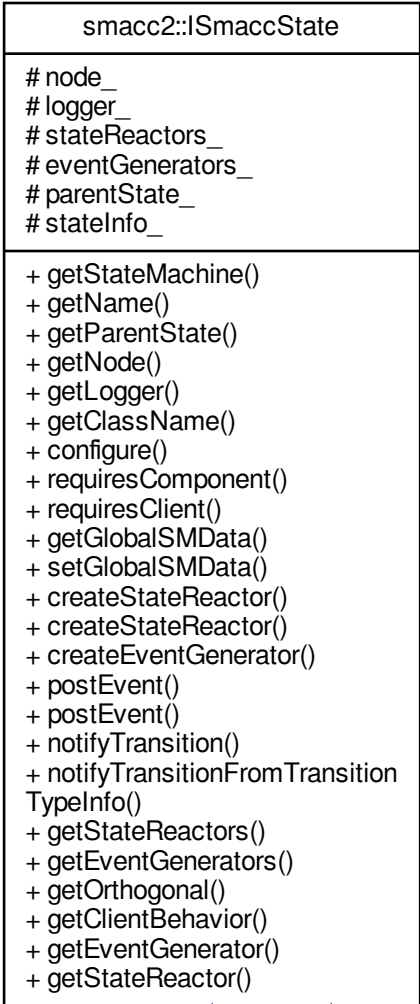 smacc2::ISmaccState
# node_
# logger_
# stateReactors_
# eventGenerators_
# parentState_
# stateInfo_
+ getStateMachine()
+ getName()
+ getParentState()
+ getNode()
+ getLogger()
+ getClassName()
+ configure()
+ requiresComponent()
+ requiresClient()
+ getGlobalSMData()
+ setGlobalSMData()
+ createStateReactor()
+ createStateReactor()
+ createEventGenerator()
+ postEvent()
+ postEvent()
+ notifyTransition()
+ notifyTransitionFromTransition
TypeInfo()
+ getStateReactors()
+ getEventGenerators()
+ getOrthogonal()
+ getClientBehavior()
+ getEventGenerator()
+ getStateReactor()